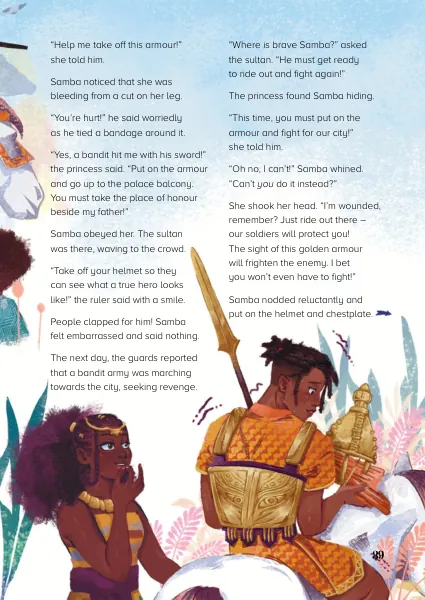 “Help me take off this armour!”
she told him.
Samba noticed that she was
bleeding from a cut on her leg.
“You’re hurt!” he said worriedly
as he tied a bandage around it.
“Yes, a bandit hit me with his sword!”
the princess said. “Put on the armour
and go up to the palace balcony.
You must take the place of honour
beside my father!”
Samba obeyed her. The sultan
was there, waving to the crowd.
“Take off your helmet so they
can see what a true hero looks
like!” the ruler said with a smile.
People clapped for him! Samba
felt embarrassed and said nothing.
The next day, the guards reported
that a bandit army was marching
towards the city, seeking revenge.
“Where is brave Samba?” asked
the sultan. “He must get ready
to ride out and fight again!”
The princess found Samba hiding.
“This time, you must put on the
armour and fight for our city!”
she told him.
“Oh no, I can’t!” Samba whined.
“Can’t you do it instead?”
She shook her head. “I’m wounded,
remember? Just ride out there –
our soldiers will protect you!
The sight of this golden armour
will frighten the enemy. I bet
you won’t even have to fight!”
Samba nodded reluctantly and
put on the helmet and chestplate.
39